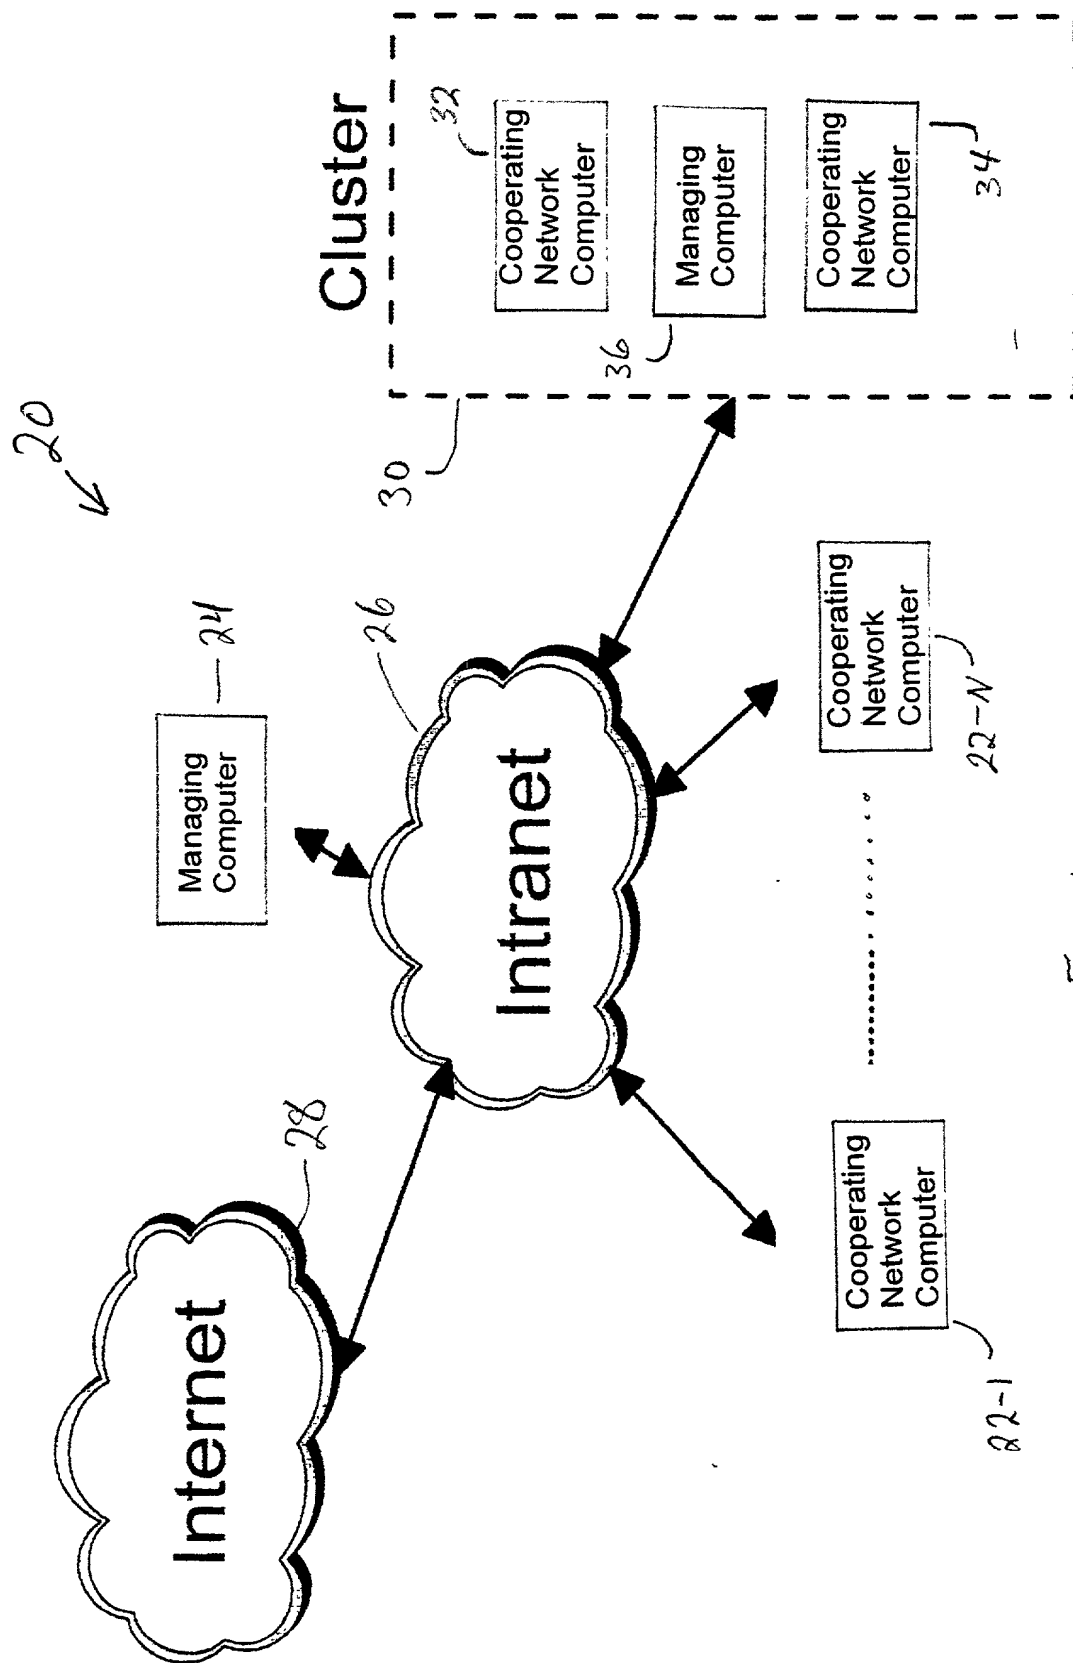 20
Internet
28
Managing
Computer
24
Intranet
26
Cluster
30
Cooperating
Network
Computer
32
Managing
Computer
36
Cooperating
Network
Computer
34
Cooperating
Network
Computer
22-1
Cooperating
Network
Computer
22-N